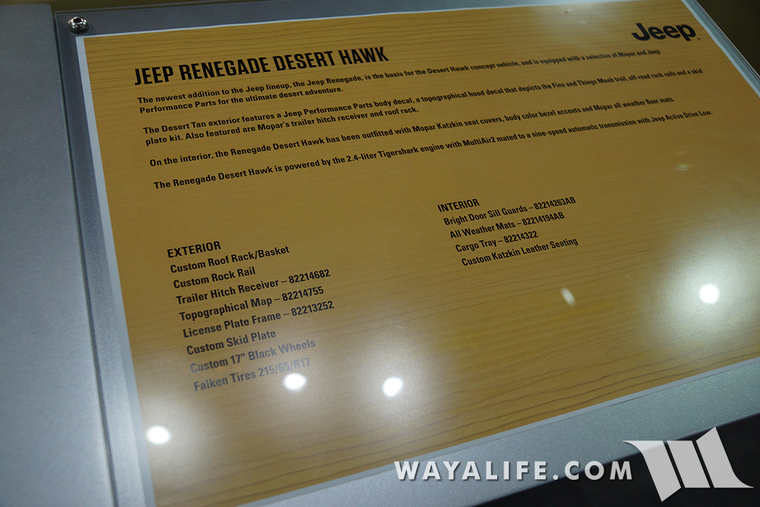 Jeep
JEEP RENEGADE DESERT HAWK
The newest addition to the Jeep lineup, the Jeep Renegade, is the basis for the Desert Hawk concept vehicle, and is equipped with a selection of Mopar and Jeep
Performance Parts for the ultimate desert adventure.
The Desert Tan exterior features a Jeep Performance Parts body decal, a topographical hood decal that depicts the Fins and Things Moab trail, off-road rock rails and a skid
plate kit. Also featured are Mopar's trailer hitch receiver and roof rack.
On the interior, the Renegade Desert Hawk has been outfitted with Mopar Katzkin seat covers, body color bezel accents and Mopar all weather floor mats.
The Renegade Desert Hawk is powered by the 2.4-liter Tigershark engine with MultiAir2 mated to a nine-speed automatic transmission with Jeep Active Drive Low.
EXTERIOR
Custom Roof Rack/Basket
Custom Rock Rail
Trailer Hitch Receiver – 82214682
Topographical Map – 82214755
License Plate Frame – 82213252
Custom Skid Plate
Custom 17" Black Wheels
Falken Tires 215/65/R17
INTERIOR
Bright Door Sill Guards – 82214263AB
All Weather Mats – 82214194AB
Cargo Tray – 82214322
Custom Katzkin Leather Seating
WAYALIFE.COM